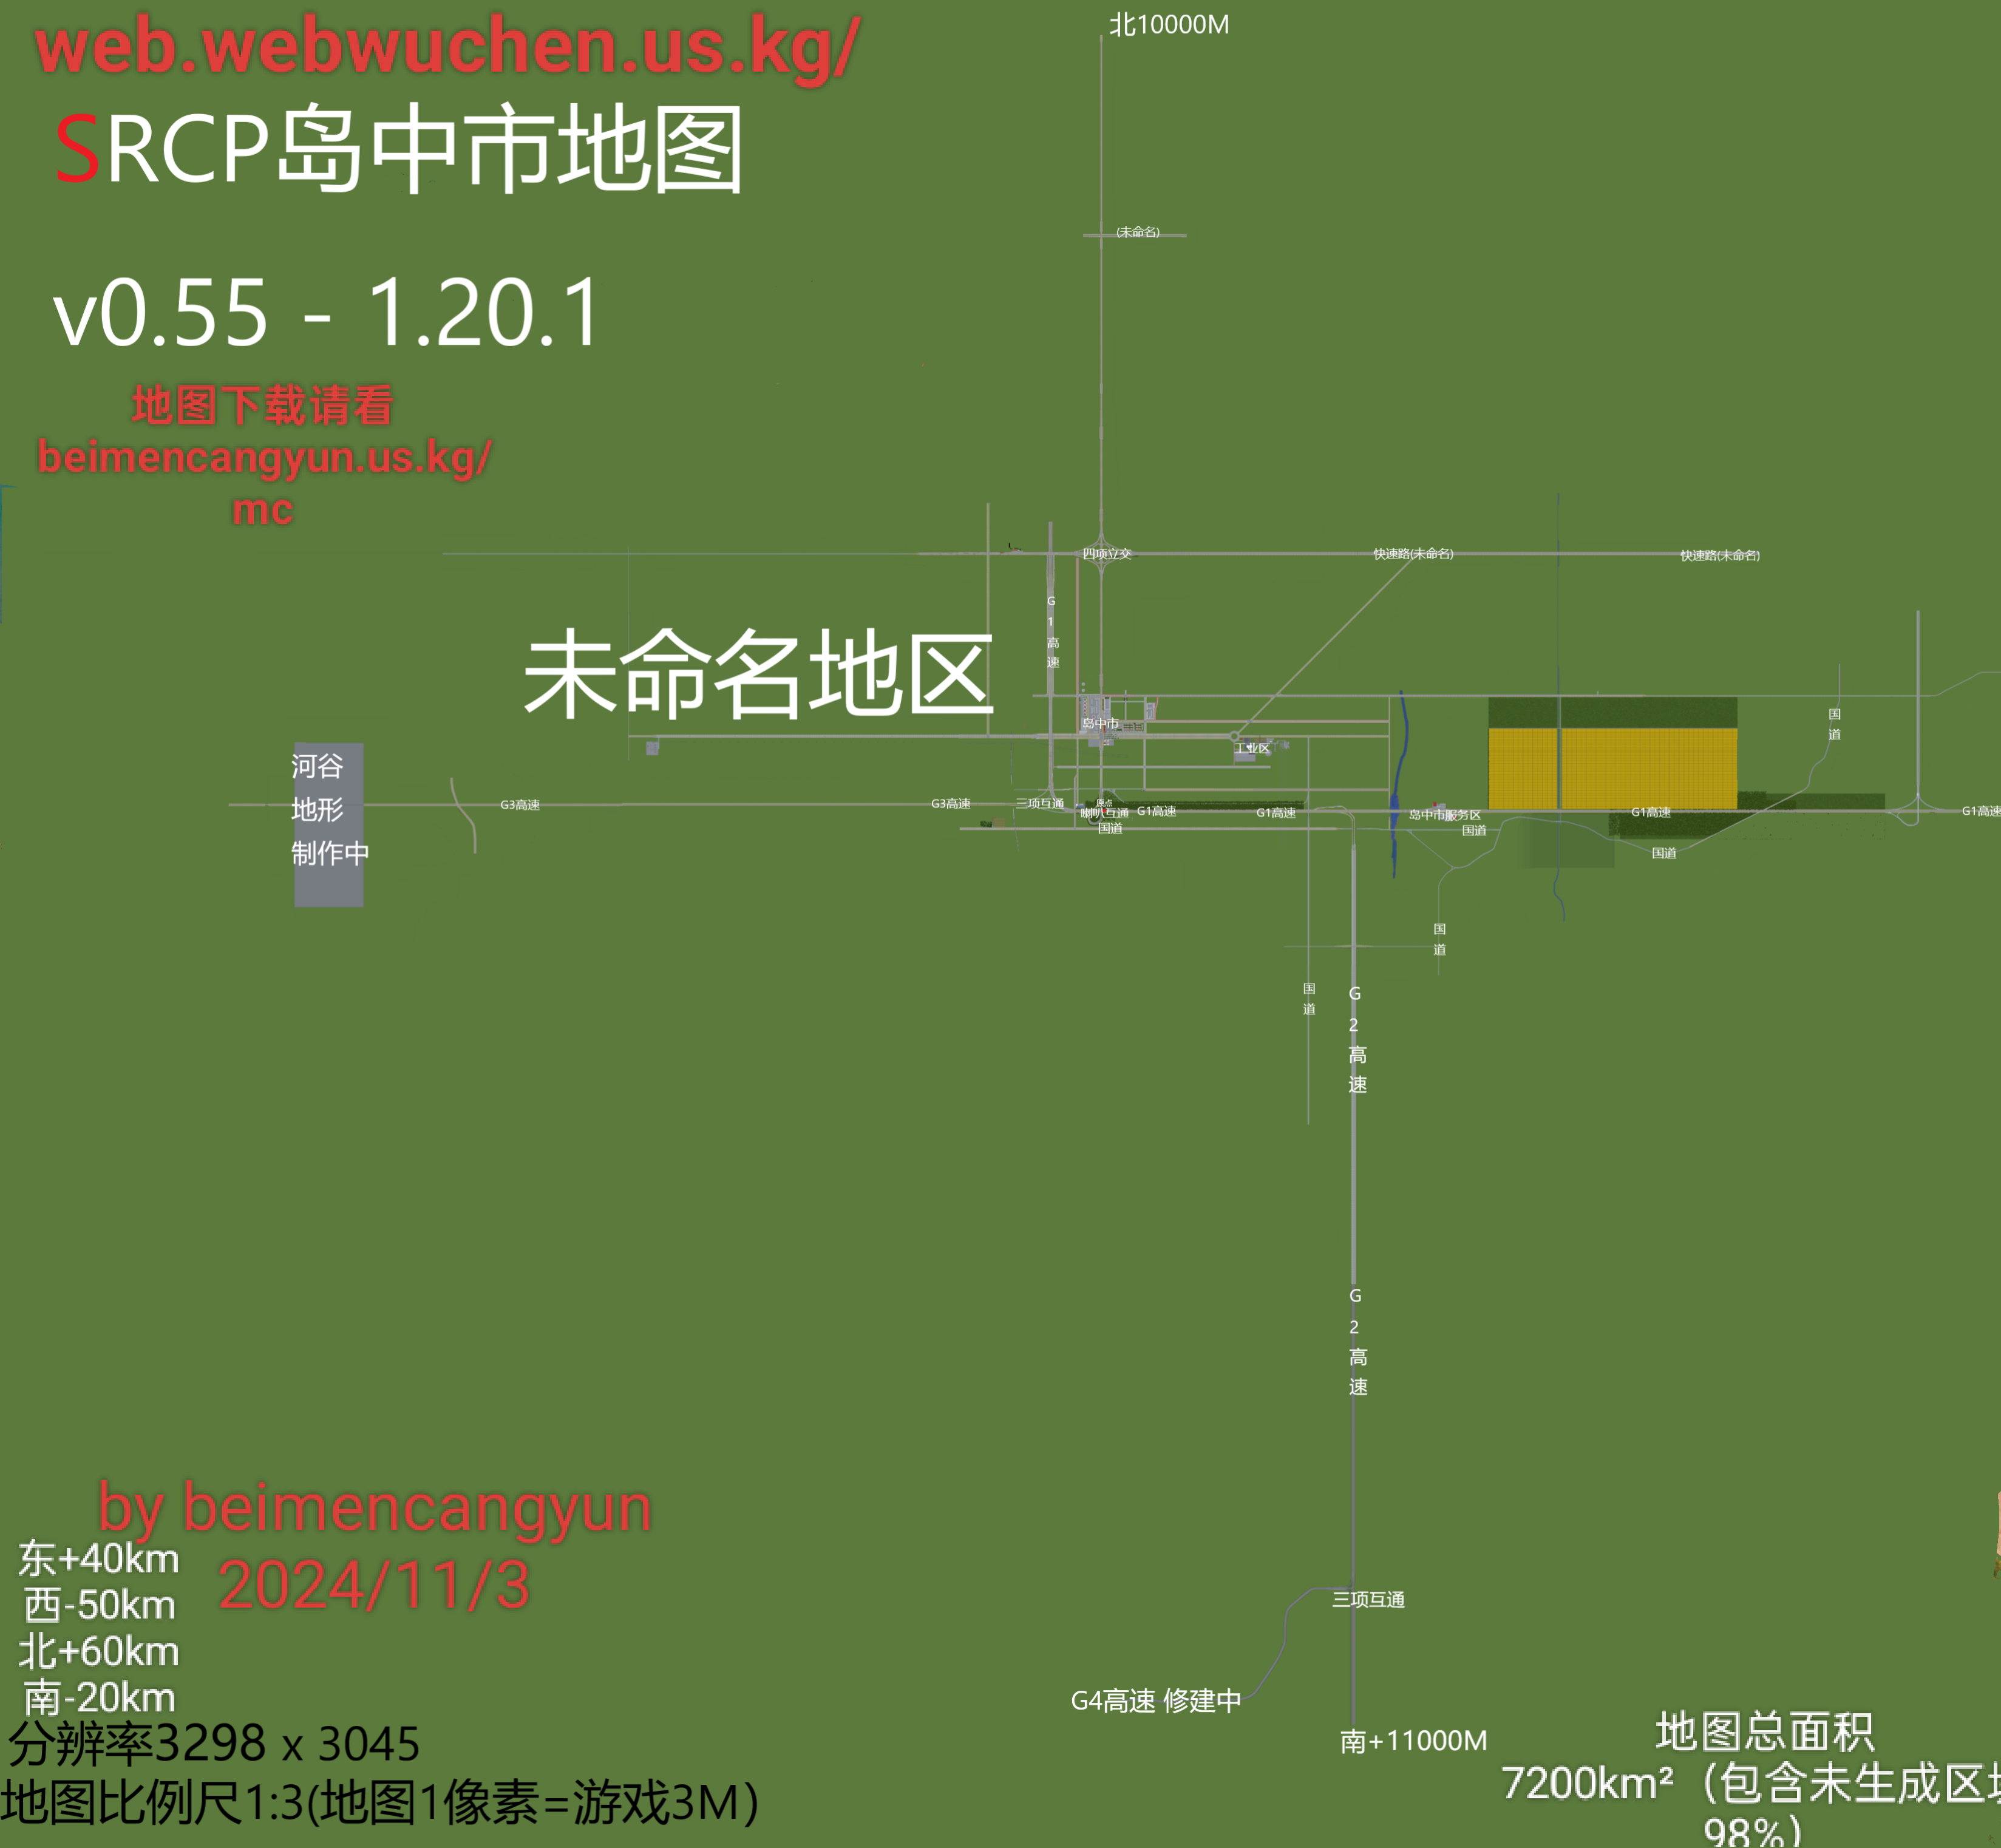 web.webwuchen.us.kg/
SRCP岛中市地图
v0.55 - 1.20.1
地图下载请看
beimencangyun.us.kg/
mc
北10000M
(未命名)
四项立交
快速路(未命名)
快速路(未命名)
G
1
高
速
未命名地区
岛中市
工业区
国
道
河谷
地形
制作中
G3高速
G3高速
三项互通
原点
喇叭互通
G1高速
G1高速
岛中市服务区
G1高速
G1高速
国道
国道
国道
国
道
国
道
G
2
高
速
G
2
高
速
三项互通
G4高速 修建中
南+11000M
by beimencangyun
2024/11/3
东+40km
西-50km
北+60km
南-20km
分辨率3298 x 3045
地图比例尺1:3(地图1像素=游戏3M)
地图总面积
7200km²（包含未生成区块
98%）